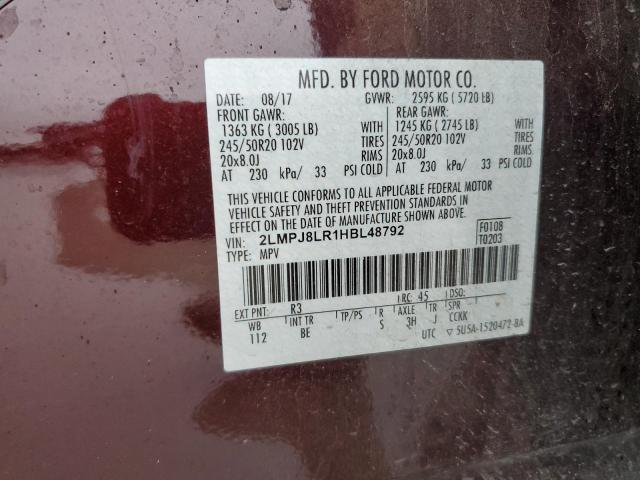 MFD. BY FORD MOTOR CO.
DATE: 08/17 GVWR: 2595 KG ( 5720 LB)
FRONT GAWR: REAR GAWR:
1363 KG ( 3005 LB) WITH 1245 KG ( 2745 LB) WITH
245/50R20 102V TIRES 245/50R20 102V TIRES
20x8.0J RIMS 20x8.0J RIMS
AT 230 kPa/ 33 PSI COLD AT 230 kPa/ 33 PSI COLD
THIS VEHICLE CONFORMS TO ALL APPLICABLE FEDERAL MOTOR
VEHICLE SAFETY AND THEFT PREVENTION STANDARDS IN
EFFECT ON THE DATE OF MANUFACTURE SHOWN ABOVE.
VIN: 2LMPJ8LR1HBL48792 F0108
TYPE: MPV T0203
EXT PNT: R3 RC: 45 DSO:
WB INT TR TP/PS R AXLE TR SPR
112 BE S 3H J CCKK
UTC ▽ 5U5A-1520472-BA